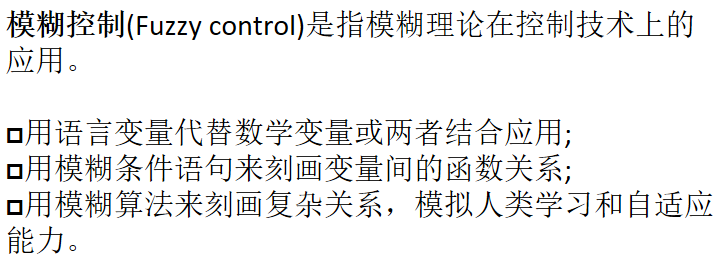 模糊控制(Fuzzy control)是指模糊理论在控制技术上的
应用。
用语言变量代替数学变量或两者结合应用;
用模糊条件语句来刻画变量间的函数关系;
用模糊算法来刻画复杂关系，模拟人类学习和自适应
能力。